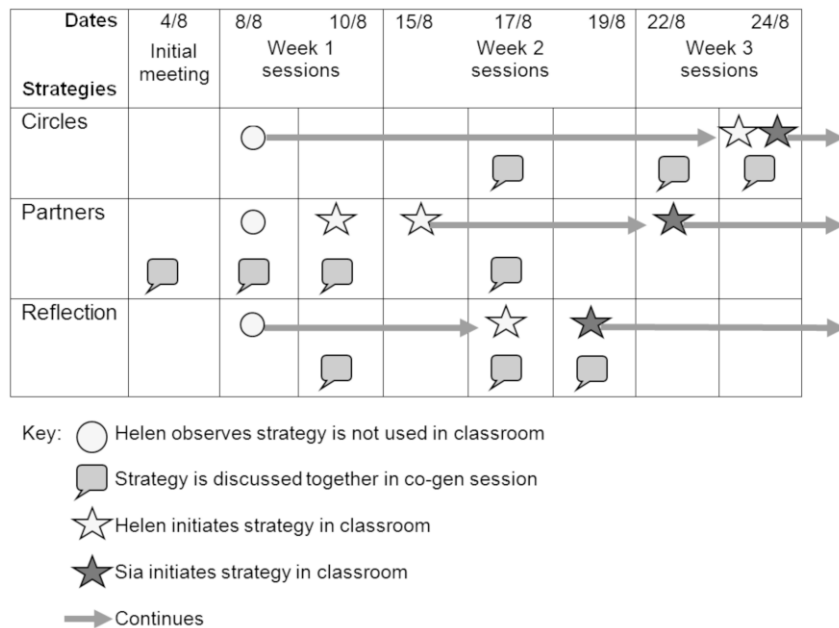 Dates 4/8 8/8 10/8 15/8 17/8 19/8 22/8 24/8
Initial meeting Week 1 sessions Week 2 sessions Week 3 sessions
Strategies
Circles
Partners
Reflection
Key: Helen observes strategy is not used in classroom
Strategy is discussed together in co-gen session
Helen initiates strategy in classroom
Sia initiates strategy in classroom
Continues